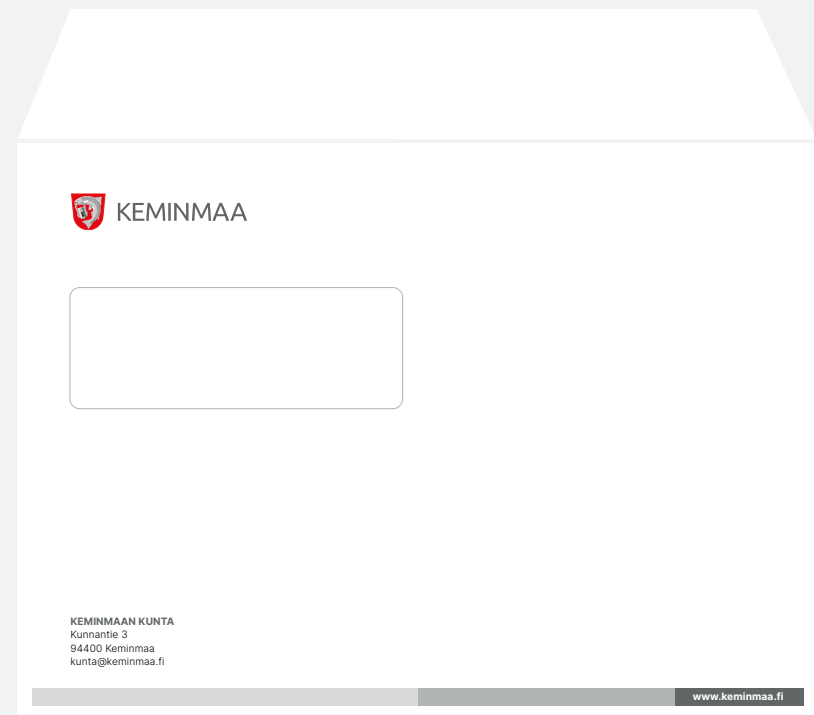 KEMINMAA
KEMINMAAN KUNTA
Kunnantie 3
94400 Keminmaa
kunta@keminmaa.fi
www.keminmaa.fi